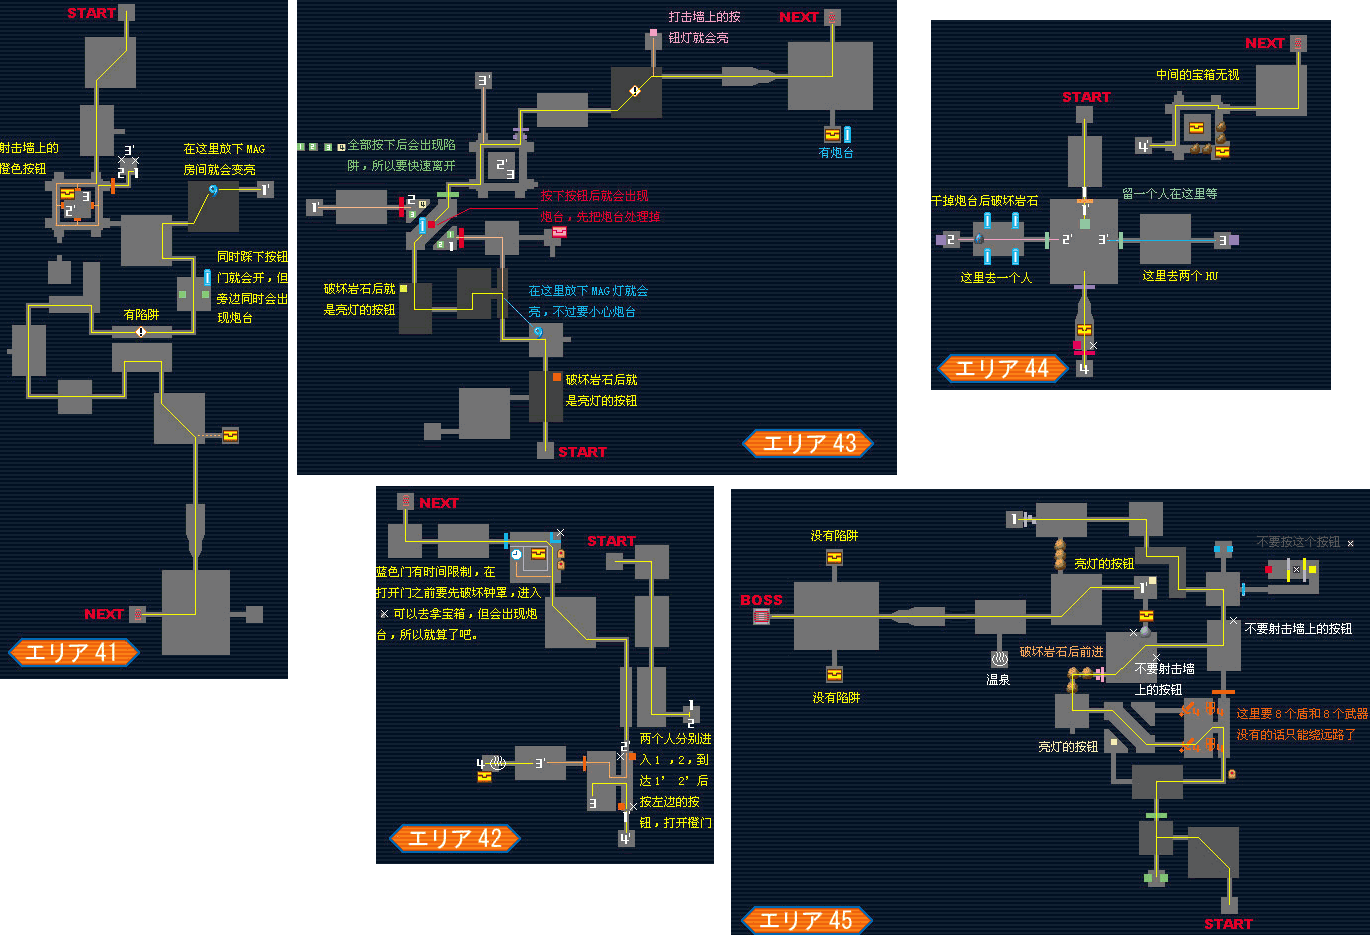 START
射击墙上的
橙色按钮
3'
2 1
3
2'
在这里放下 MAG
房间就会变亮
1'
同时踩下按钮
门就会开，但
旁边同时会出
现炮台
有陷阱
NEXT
エリア 41
打击墙上的按
钮灯就会亮
NEXT
3'
1 2 3 4 全部按下后会出现陷
阱，所以要快速离开
2'
3
有炮台
1'
2 4
3
1
2 1
1
按下按钮后就会出现
炮台，先把炮台处理掉
破坏岩石后就
是亮灯的按钮
在这里放下 MAG 灯就会
亮，不过要小心炮台
破坏岩石后就
是亮灯的按钮
START
エリア 43
NEXT
中间的宝箱无视
START
4'
留一个人在这里等
干掉炮台后破坏岩石
1'
2 2' 3' 3
这里去一个人
这里去两个 HU
4
エリア 44
NEXT
START
蓝色门有时间限制，在
打开门之前要先破坏钟罩，进入
× 可以去拿宝箱，但会出现炮
台，所以就算了吧。
1
2
两个人分别进
入1 ，2，到
达1' 2'后
按左边的按
钮，打开橙门
2'
4 3'
3
1'
4'
エリア 42
没有陷阱
1
不要按这个按钮 ×
亮灯的按钮
1'
BOSS
不要射击墙上的按钮
破坏岩石后前进
温泉
不要射击墙
上的按钮
没有陷阱
4 4
这里要 8 个盾和 8 个武器
没有的话只能绕远路了
亮灯的按钮
4 4
START
エリア 45